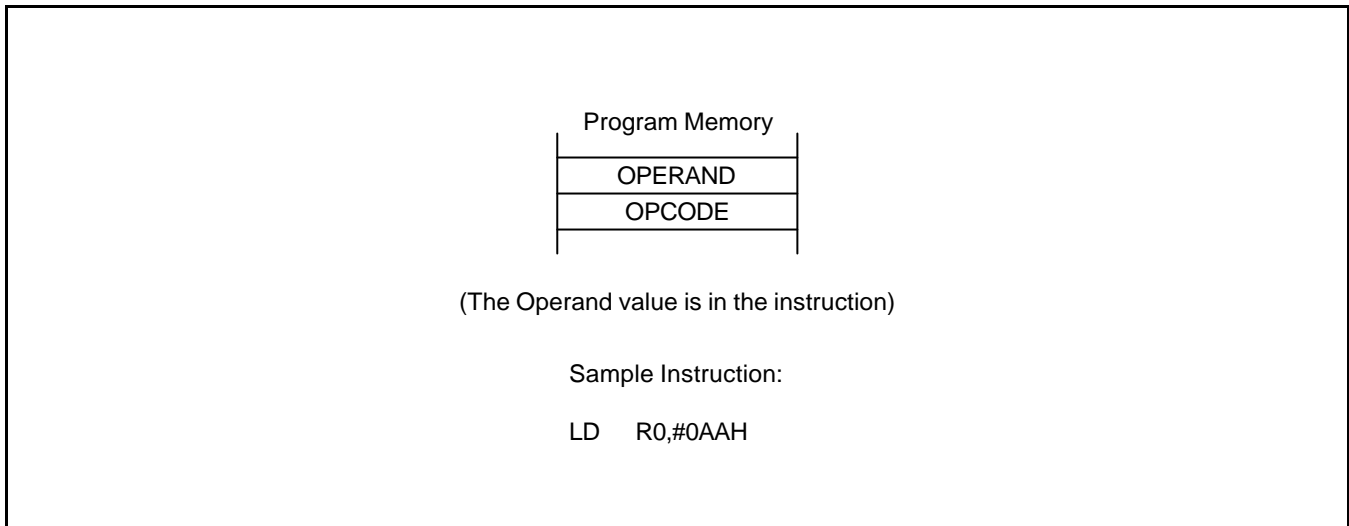 Program Memory
OPERAND
OPCODE
(The Operand value is in the instruction)
Sample Instruction:
LD R0,#0AAH